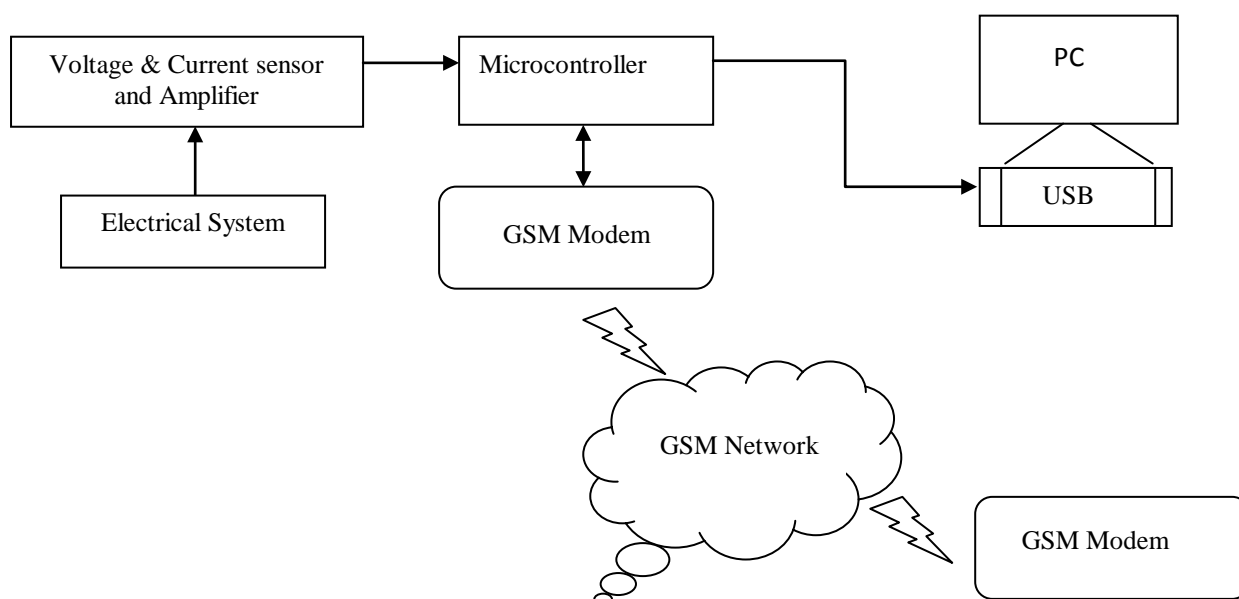 Voltage & Current sensor
and Amplifier
Microcontroller
PC
Electrical System
GSM Modem
USB
GSM Network
GSM Modem